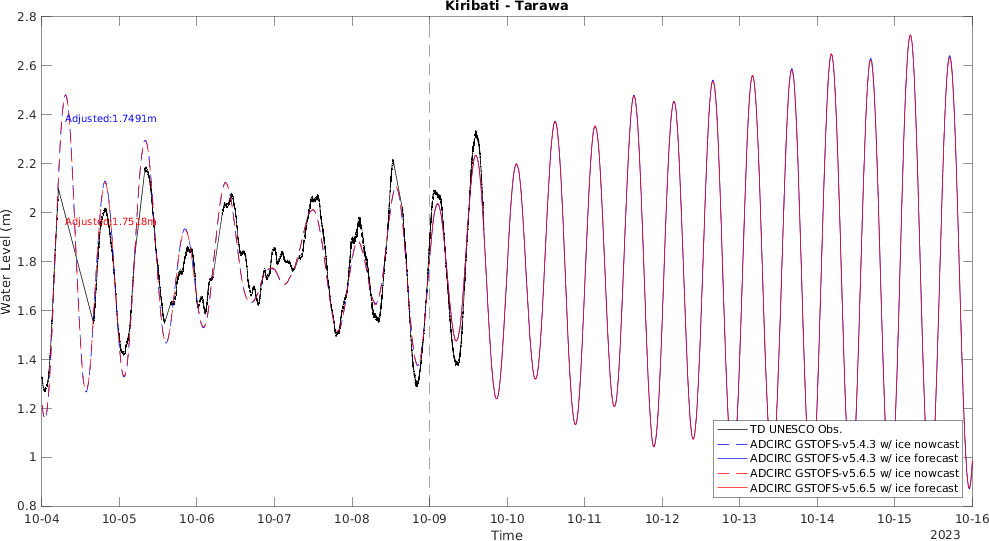 Kiribati - Tarawa
Water Level (m)
2.8
2.6
2.4
2.2
2
1.8
1.6
1.4
1.2
1
0.8
Adjusted:1.7491m
Adjusted:1.7518m
TD UNESCO Obs.
ADCIRC GSTOFS-v5.4.3 w/ ice nowcast
ADCIRC GSTOFS-v5.4.3 w/ ice forecast
ADCIRC GSTOFS-v5.6.5 w/ ice nowcast
ADCIRC GSTOFS-v5.6.5 w/ ice forecast
10-04 10-05 10-06 10-07 10-08 10-09 10-10 10-11 10-12 10-13 10-14 10-15 10-16
Time
2023